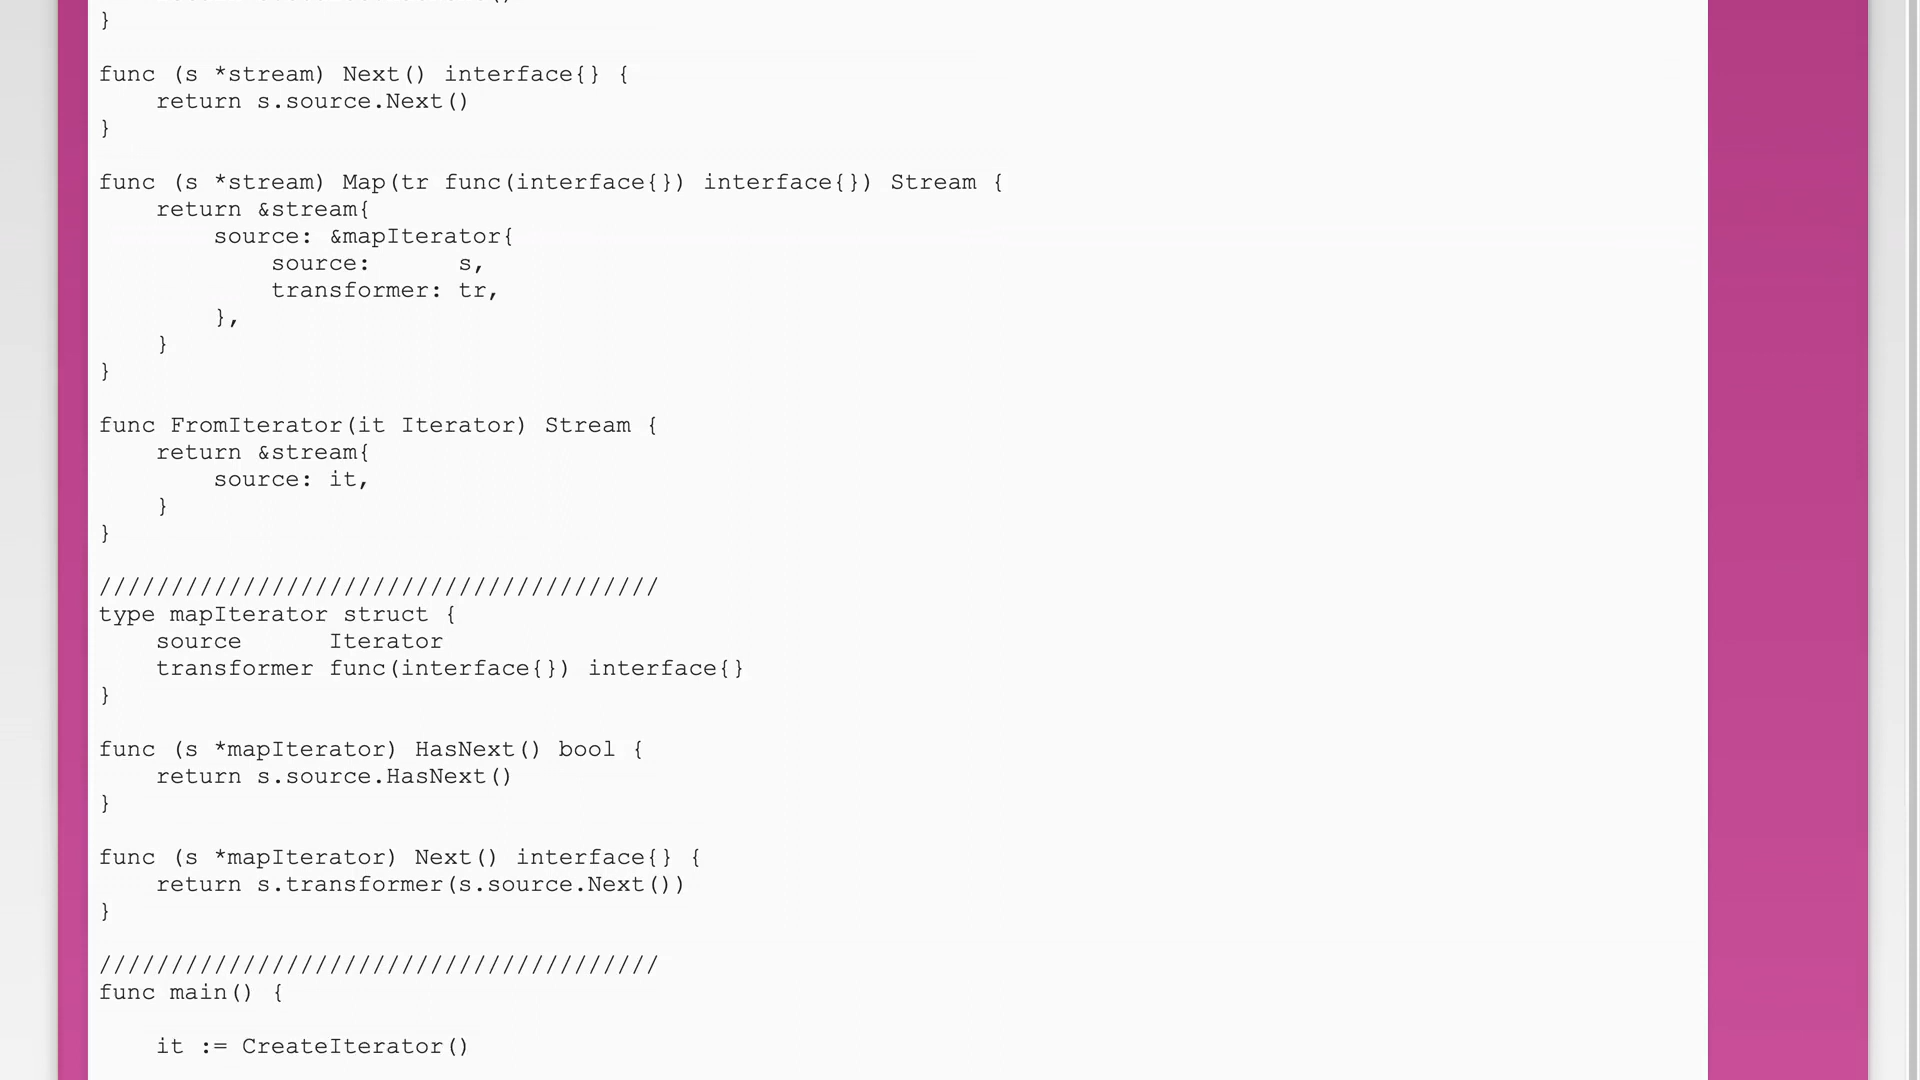 }
func (s *stream) Next() interface{} {
    return s.source.Next()
}
func (s *stream) Map(tr func(interface{}) interface{}) Stream {
    return &stream{
        source: &mapIterator{
            source:      s,
            transformer: tr,
        },
    }
}
func FromIterator(it Iterator) Stream {
    return &stream{
        source: it,
    }
}
///////////////////////////////////////
type mapIterator struct {
    source      Iterator
    transformer func(interface{}) interface{}
}
func (s *mapIterator) HasNext() bool {
    return s.source.HasNext()
}
func (s *mapIterator) Next() interface{} {
    return s.transformer(s.source.Next())
}
///////////////////////////////////////
func main() {
    it := CreateIterator()